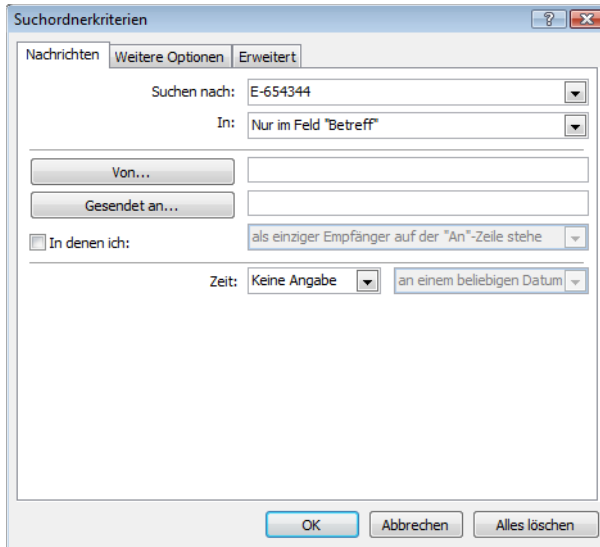 Suchordnerkriterien
Nachrichten Weitere Optionen Erweitert
Suchen nach: E-654344
In: Nur im Feld "Betreff"
Von...
Gesendet an...
In denen ich: als einziger Empfänger auf der "An"-Zeile stehe
Zeit: Keine Angabe an einem beliebigen Datum
OK Abbrechen Alles löschen